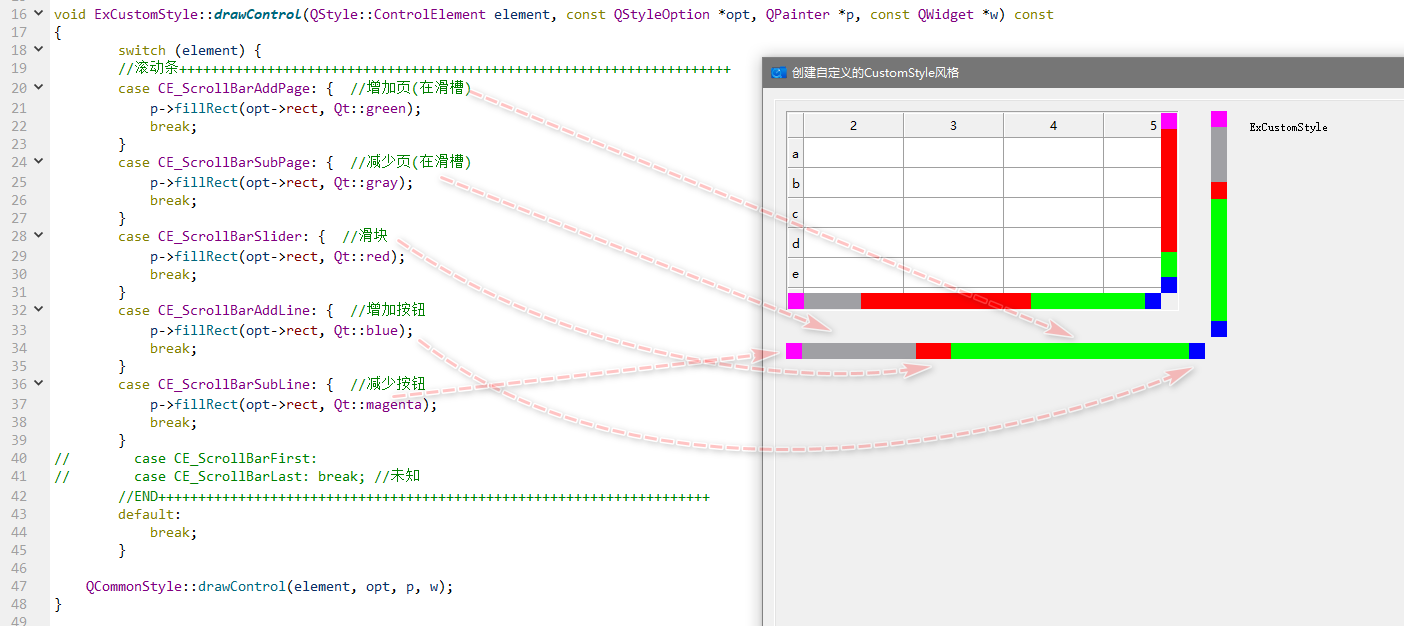 16 void ExCustomStyle::drawControl(QStyle::ControlElement element, const QStyleOption *opt, QPainter *p, const QWidget *w) const
17 {
18 switch (element) {
19 //滚动条+++++++++++++++++++++++++++++++++++++++++++++++++++++++++++++++++++++
20 case CE_ScrollBarAddPage: { //增加页(在滑槽)
21 p->fillRect(opt->rect, Qt::green);
22 break;
23 }
24 case CE_ScrollBarSubPage: { //减少页(在滑槽)
25 p->fillRect(opt->rect, Qt::gray);
26 break;
27 }
28 case CE_ScrollBarSlider: { //滑块
29 p->fillRect(opt->rect, Qt::red);
30 break;
31 }
32 case CE_ScrollBarAddLine: { //增加按钮
33 p->fillRect(opt->rect, Qt::blue);
34 break;
35 }
36 case CE_ScrollBarSubLine: { //减少按钮
37 p->fillRect(opt->rect, Qt::magenta);
38 break;
39 }
40 // case CE_ScrollBarFirst:
41 // case CE_ScrollBarLast: break; //未知
42 //END+++++++++++++++++++++++++++++++++++++++++++++++++++++++++++++++++++++
43 default:
44 break;
45 }
46
47 QCommonStyle::drawControl(element, opt, p, w);
48 }
49
创建自定义的CustomStyle风格
2 3 4 5
a
b
c
d
e
ExCustomStyle